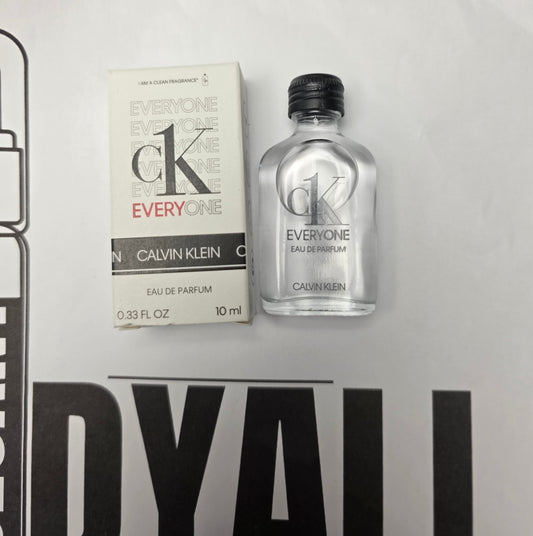 I AM A CLEAN FRAGRANCE*
EVERYONE
EVERYONE
EVERYONE
EVERYONE
EVERYONE
EVERYONE
cK
EVERYONE
CALVIN KLEIN
EAU DE PARFUM
0.33 FL OZ 10 ml
cK
EVERYONE
EAU DE PARFUM
CALVIN KLEIN